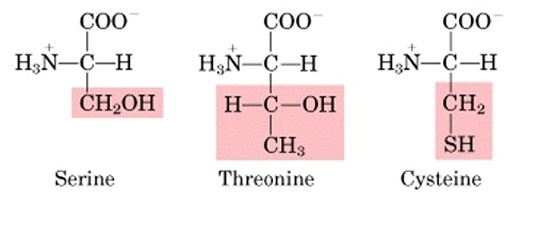 COO⁻ COO⁻ COO⁻
H₃N⁺—C—H H₃N⁺—C—H H₃N⁺—C—H
CH₂OH H—C—OH CH₂
CH₃ SH
Serine Threonine Cysteine